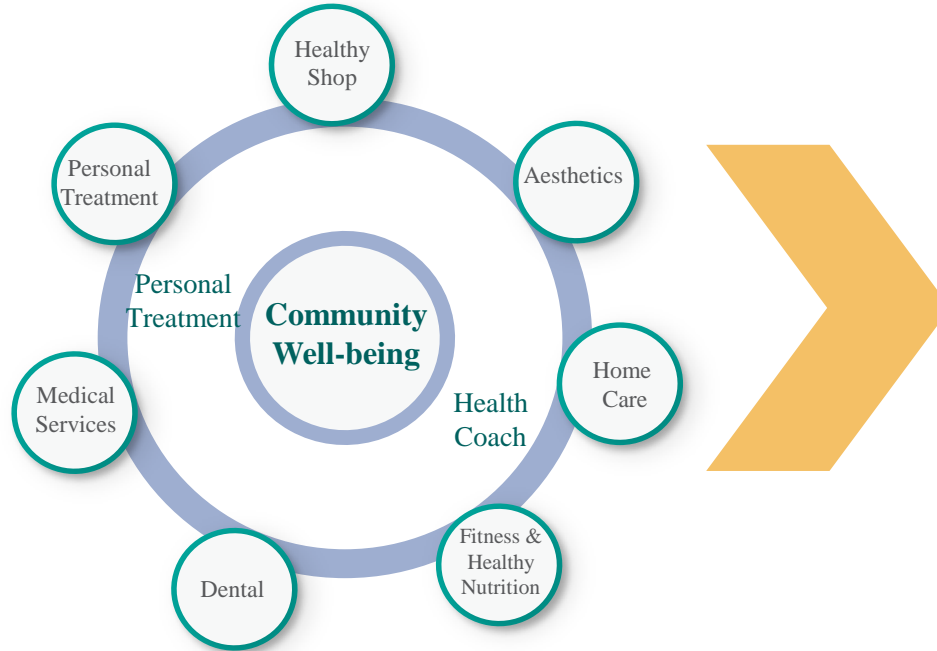 Healthy
Shop
Personal
Treatment
Aesthetics
Personal
Treatment
Community
Well-being
Home
Care
Medical
Services
Health
Coach
Fitness &
Healthy
Nutrition
Dental